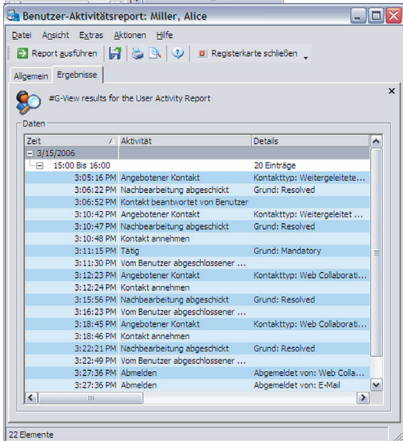 Benutzer-Aktivitätsreport: Miller, Alice
Datei Ansicht Extras Aktionen Hilfe
Report ausführen Registerkarte schließen
Allgemein Ergebnisse
#G-View results for the User Activity Report
Daten
Zeit Aktivität Details
3/15/2006
15:00 Bis 16:00 20 Einträge
3:05:16 PM Angebotener Kontakt Kontakttyp: Weitergeleitete...
3:06:22 PM Nachbearbeitung abgeschickt Grund: Resolved
3:06:52 PM Kontakt beantwortet von Benutzer
3:10:42 PM Angebotener Kontakt Kontakttyp: Weitergeleitet ...
3:10:47 PM Nachbearbeitung abgeschickt Grund: Resolved
3:10:48 PM Kontakt annehmen
3:11:15 PM Tätig Grund: Mandatory
3:11:30 PM Vom Benutzer abgeschlossener ...
3:12:23 PM Angebotener Kontakt Kontakttyp: Web Collaborati...
3:12:24 PM Kontakt annehmen
3:15:56 PM Nachbearbeitung abgeschickt Grund: Resolved
3:16:23 PM Vom Benutzer abgeschlossener ...
3:18:45 PM Angebotener Kontakt Kontakttyp: Web Collaborati...
3:18:46 PM Kontakt annehmen
3:22:21 PM Nachbearbeitung abgeschickt Grund: Resolved
3:22:49 PM Vom Benutzer abgeschlossener ...
3:27:36 PM Abmelden Abgemeldet von: Web Colla...
3:27:36 PM Abmelden Abgemeldet von: E-Mail
22 Elemente